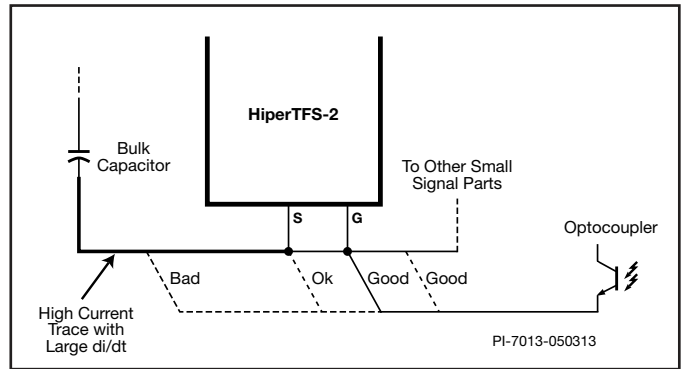 HiperTFS-2
Bulk
Capacitor
To Other Small
Signal Parts
S
G
Optocoupler
Bad
Ok
Good
Good
High Current
Trace with
Large di/dt
PI-7013-050313